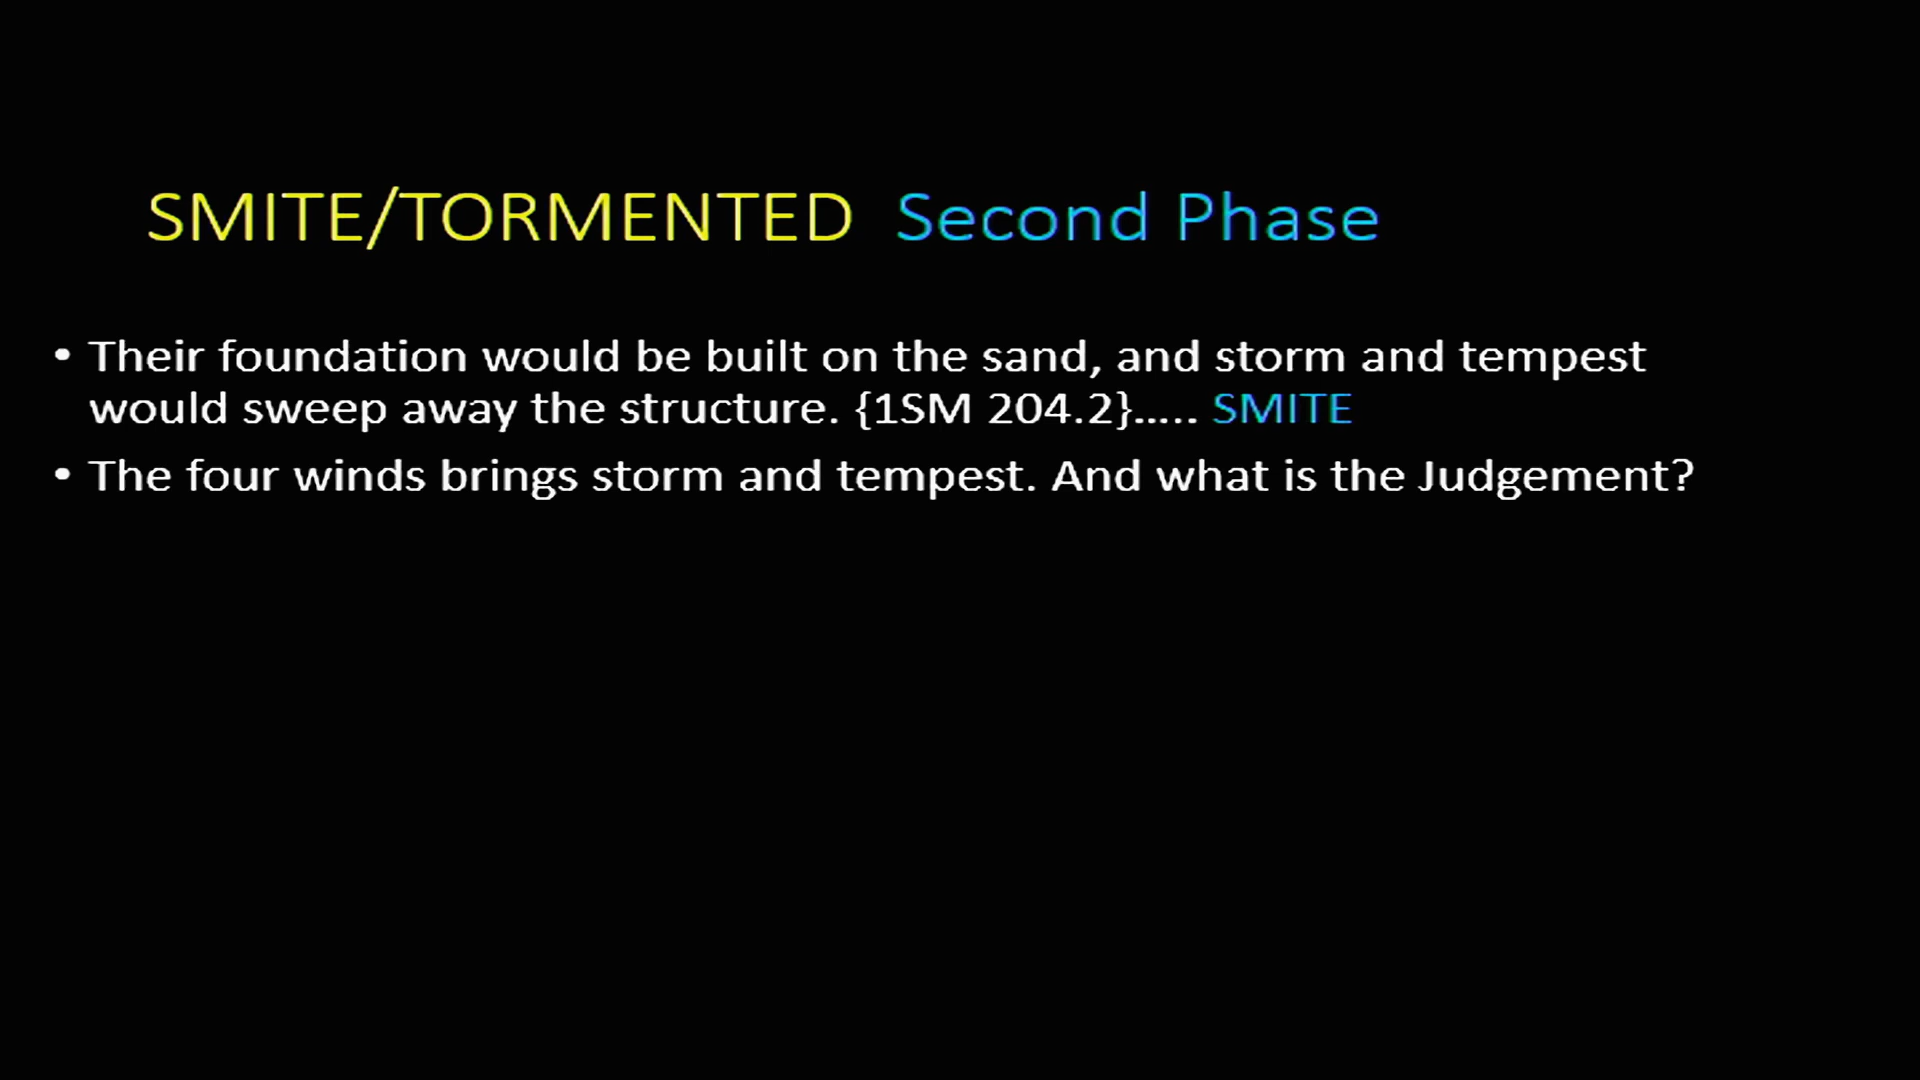 SMITE/TORMENTED Second Phase
• Their foundation would be built on the sand, and storm and tempest
would sweep away the structure. {1SM 204.2}..... SMITE
• The four winds brings storm and tempest. And what is the Judgement?